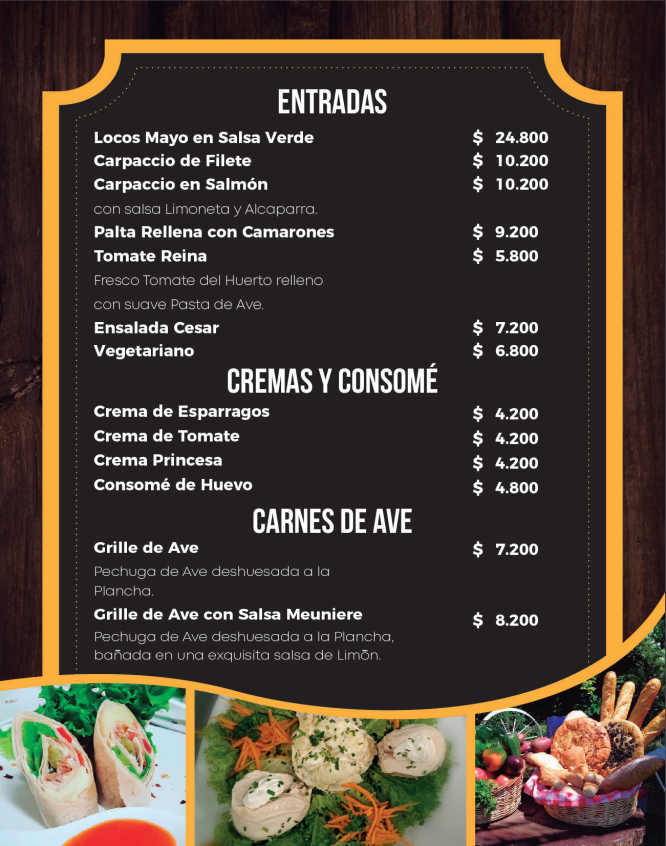 ENTRADAS
Locos Mayo en Salsa Verde $ 24.800
Carpaccio de Filete $ 10.200
Carpaccio en Salmón $ 10.200
con salsa Limoneta y Alcaparra.
Palta Rellena con Camarones $ 9.200
Tomate Reina $ 5.800
Fresco Tomate del Huerto relleno
con suave Pasta de Ave.
Ensalada Cesar $ 7.200
Vegetariano $ 6.800
CREMAS Y CONSOMÉ
Crema de Esparragos $ 4.200
Crema de Tomate $ 4.200
Crema Princesa $ 4.200
Consomé de Huevo $ 4.800
CARNES DE AVE
Grille de Ave $ 7.200
Pechuga de Ave deshuesada a la
Plancha.
Grille de Ave con Salsa Meuniere $ 8.200
Pechuga de Ave deshuesada a la Plancha,
bañada en una exquisita salsa de Limõn.